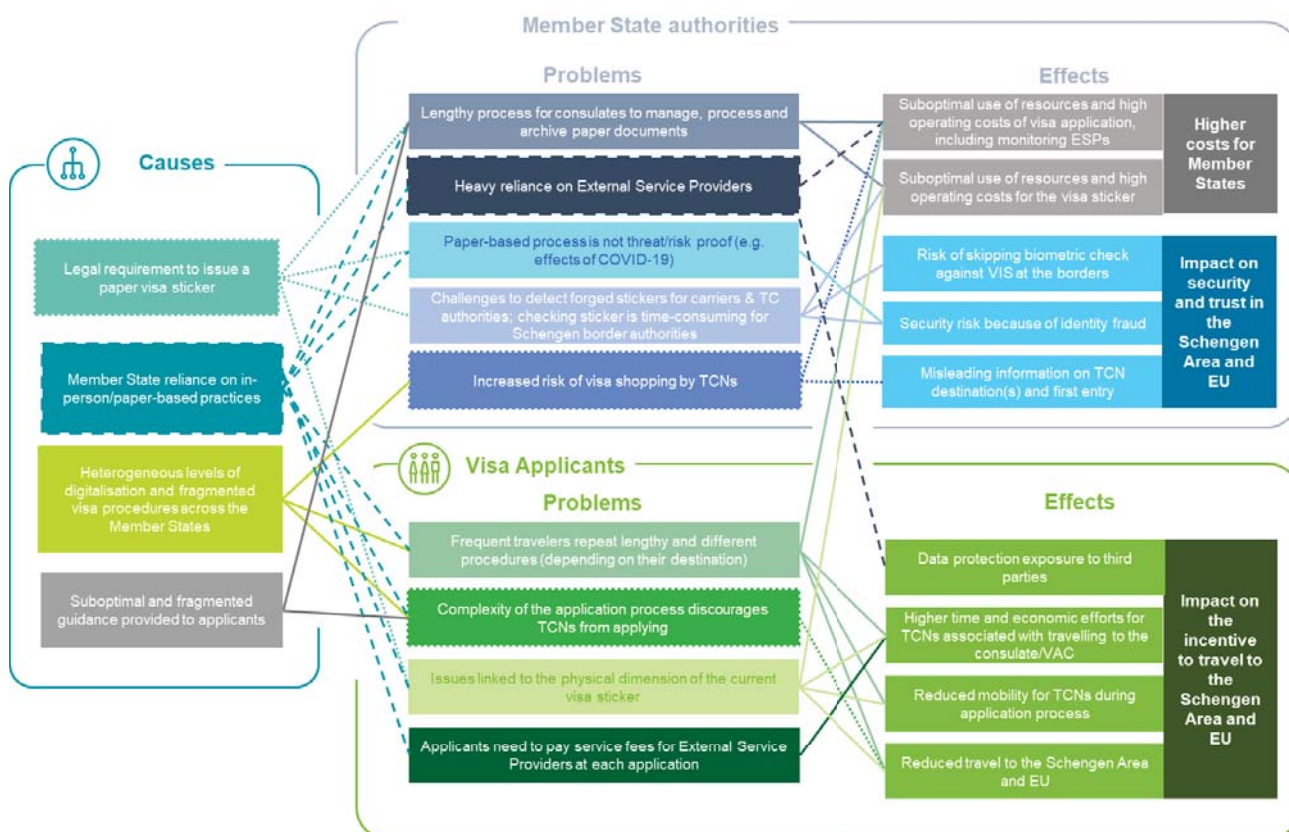 Member State authorities
Problems
Effects
Lengthy process for consulates to manage, process and
archive paper documents
Heavy reliance on External Service Providers
Paper-based process is not threat/risk proof (e.g.
effects of COVID-19)
Challenges to detect forged stickers for carriers & TC
authorities; checking sticker is time-consuming for
Schengen border authorities
Increased risk of visa shopping by TCNs
Suboptimal use of resources and high
operating costs of visa application,
including monitoring ESPs
Suboptimal use of resources and high
operating costs for the visa sticker
Higher
costs for
Member
States
Risk of skipping biometric check
against VIS at the borders
Security risk because of identity fraud
Misleading information on TCN
destination(s) and first entry
Impact on
security
and trust in
the
Schengen
Area and
EU
Causes
Legal requirement to issue a
paper visa sticker
Member State reliance on in-
person/paper-based practices
Heterogeneous levels of
digitalisation and fragmented
visa procedures across the
Member States
Suboptimal and fragmented
guidance provided to applicants
Visa Applicants
Problems
Effects
Frequent travelers repeat lengthy and different
procedures (depending on their destination)
Complexity of the application process discourages
TCNs from applying
Issues linked to the physical dimension of the current
visa sticker
Applicants need to pay service fees for External Service
Providers at each application
Data protection exposure to third
parties
Higher time and economic efforts for
TCNs associated with travelling to the
consulate/VAC
Reduced mobility for TCNs during
application process
Reduced travel to the Schengen Area
and EU
Impact on
the
incentive
to travel to
the
Schengen
Area and
EU